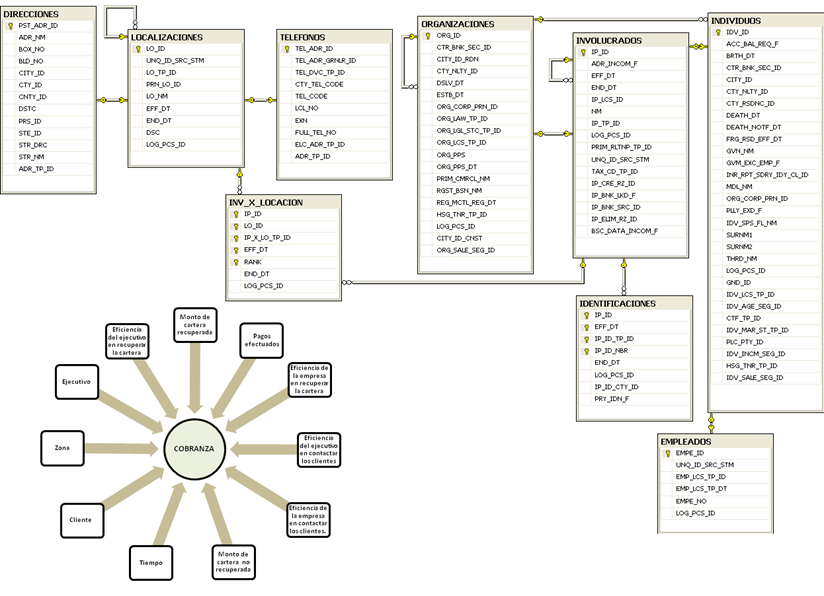 DIRECCIONES
PST_ADR_ID
ADR_NM
BOX_NO
BLD_NO
CITY_ID
CTY_ID
CNTY_ID
DSTC
PRS_ID
STE_ID
STR_DRC
STR_NM
ADR_TP_ID
LOCALIZACIONES
LO_ID
UNQ_ID_SRC_STM
LO_TP_ID
PRN_LO_ID
LO_NM
EFF_DT
END_DT
DSC
LOG_PCS_ID
TELEFONOS
TEL_ADR_ID
TEL_ADR_GRNLR_ID
TEL_DVC_TP_ID
CTY_TEL_CODE
TEL_CODE
LCL_NO
EXN
FULL_TEL_NO
ELC_ADR_TP_ID
ADR_TP_ID
ORGANIZACIONES
ORG_ID
CTR_BNK_SEC_ID
CITY_ID_RDN
CTY_NLTY_ID
DSLV_DT
ESTB_DT
ORG_CORP_PRN_ID
ORG_LAW_TP_ID
ORG_LGL_STC_TP_ID
ORG_LCS_TP_ID
ORG_PPS
ORG_PPS_DT
PRIM_CMRCL_NM
RGST_BSN_NM
REG_MCTL_REG_DT
HSG_TNR_TP_ID
LOG_PCS_ID
CITY_ID_CNST
ORG_SALE_SEG_ID
INVOLUCRADOS
IP_ID
ADR_INCOM_F
EFF_DT
END_DT
IP_LCS_ID
NM
IP_TP_ID
LOG_PCS_ID
PRIM_RLTNP_TP_ID
UNQ_ID_SRC_STM
TAX_CD_TP_ID
IP_CRE_RZ_ID
IP_BNK_LKD_F
IP_BNK_SRC_ID
IP_ELIM_RZ_ID
BSC_DATA_INCOM_F
INDIVIDUOS
IDV_ID
ACC_BAL_REQ_F
BRTH_DT
CTR_BNK_SEC_ID
CITY_ID
CTY_NLTY_ID
CTY_RSDNC_ID
DEATH_DT
DEATH_NOTF_DT
FRG_RSD_EFF_DT
GVN_NM
GVM_EXC_EMP_F
INR_RPT_SDRY_IDY_CL_ID
MDL_NM
ORG_CORP_PRN_ID
PLLY_EXD_F
IDV_SPS_FL_NM
SURNM1
SURNM2
THRD_NM
LOG_PCS_ID
GND_ID
IDV_LCS_TP_ID
IDV_AGE_SEG_ID
CTF_TP_ID
IDV_MAR_ST_TP_ID
PLC_PTY_ID
IDV_INCM_SEG_ID
HSG_TNR_TP_ID
IDV_SALE_SEG_ID
INV_X_LOCACION
IP_ID
LO_ID
IP_X_LO_TP_ID
EFF_DT
RANK
END_DT
LOG_PCS_ID
IDENTIFICACIONES
IP_ID
EFF_DT
IP_ID_TP_ID
IP_ID_NBR
END_DT
LOG_PCS_ID
IP_ID_CTY_ID
PRY_IDN_F
EMPLEADOS
EMPE_ID
UNQ_ID_SRC_STM
EMP_LCS_TP_ID
EMP_LCS_TP_DT
EMPE_NO
LOG_PCS_ID
Monto de
cartera
recuperada
Pagos
efectuados
Eficiencia
de la empresa
en recuperar
la cartera
Eficiencia
del ejecutivo
en contactar
los clientes
Eficiencia de
la empresa
en contactar
los clientes.
Monto de
cartera no
recuperada
Tiempo
Cliente
Zona
Ejecutivo
Eficiencia
del ejecutivo
en recuperar
la cartera
COBRANZA